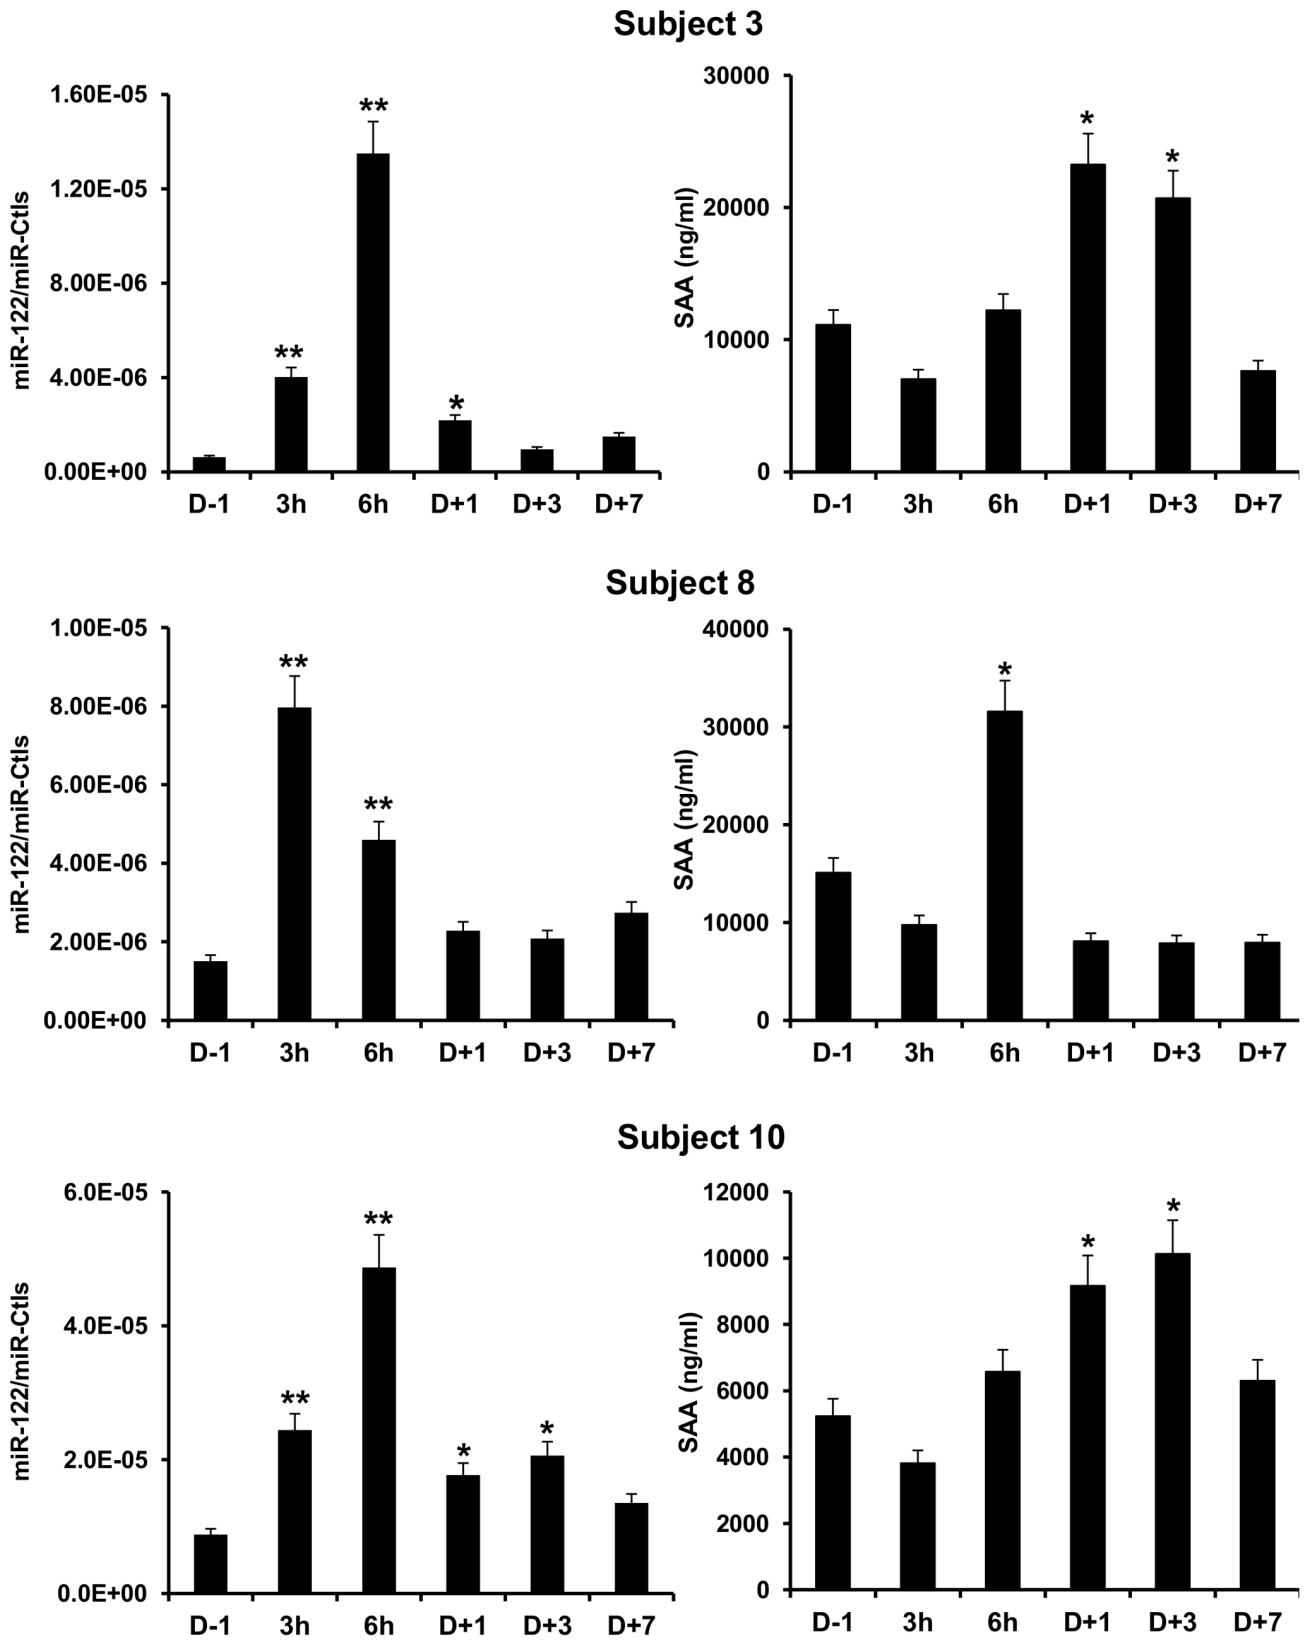 Subject 3
miR-122/miR-Ctls
1.60E-05
1.20E-05
8.00E-06
4.00E-06
0.00E+00
**
**
*
D-1 3h 6h D+1 D+3 D+7
SAA (ng/ml)
30000
20000
10000
0
*
*
D-1 3h 6h D+1 D+3 D+7
Subject 8
miR-122/miR-Ctls
1.00E-05
8.00E-06
6.00E-06
4.00E-06
2.00E-06
0.00E+00
**
**
D-1 3h 6h D+1 D+3 D+7
SAA (ng/ml)
40000
30000
20000
10000
0
*
D-1 3h 6h D+1 D+3 D+7
Subject 10
miR-122/miR-Ctls
6.0E-05
4.0E-05
2.0E-05
0.0E+00
**
**
*
*
D-1 3h 6h D+1 D+3 D+7
SAA (ng/ml)
12000
10000
8000
6000
4000
2000
0
*
*
D-1 3h 6h D+1 D+3 D+7